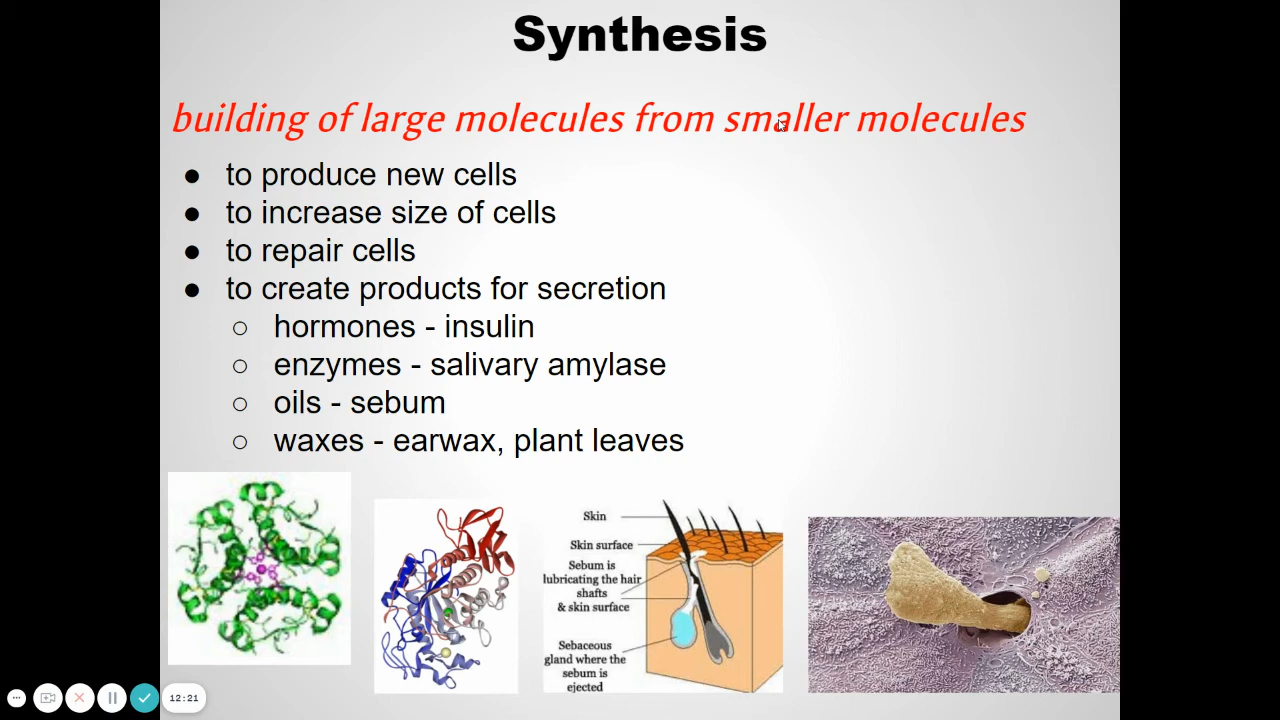 Synthesis
building of large molecules from smaller molecules
● to produce new cells
● to increase size of cells
● to repair cells
● to create products for secretion
○ hormones - insulin
○ enzymes - salivary amylase
○ oils - sebum
○ waxes - earwax, plant leaves
Skin
Skin surface
Sebum is
lubricating the hair
shafts
& skin surface
Sebaceous
gland where the
sebum is
ejected
12:21